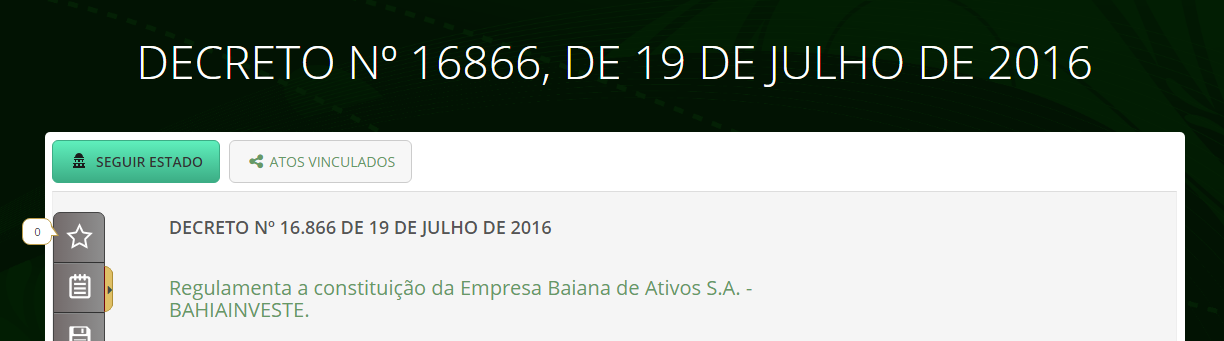 DECRETO Nº 16866, DE 19 DE JULHO DE 2016
SEGUIR ESTADO
ATOS VINCULADOS
0
DECRETO Nº 16.866 DE 19 DE JULHO DE 2016
Regulamenta a constituição da Empresa Baiana de Ativos S.A. -
BAHIAINVESTE.